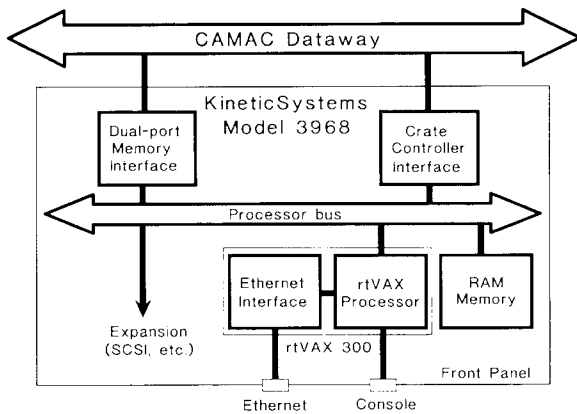 CAMAC Dataway
KineticSystems
Model 3968
Dual-port
Memory
interface
Crate
Controller
interface
Processor bus
Ethernet
Interface
rtVAX
Processor
RAM
Memory
Expansion
(SCSI, etc.)
rtVAX 300
Front Panel
Ethernet
Console